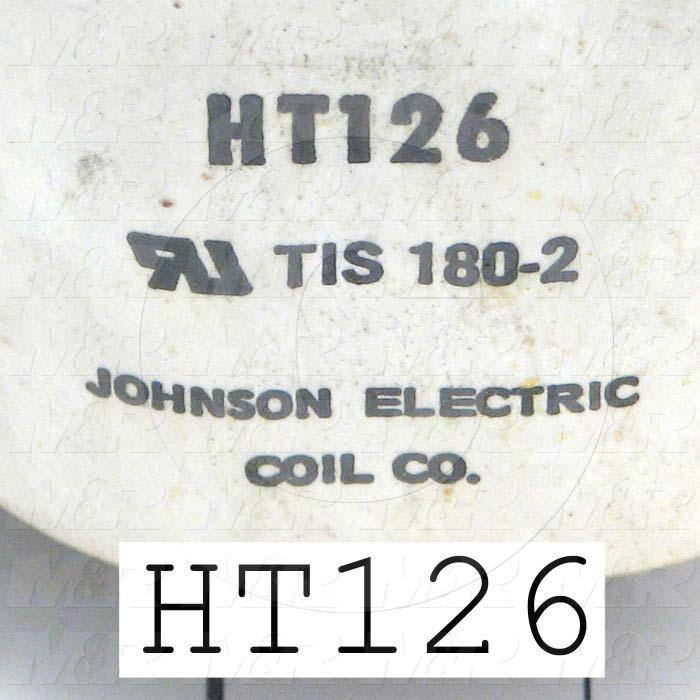 HT126
TIS 180-2
JOHNSON ELECTRIC
COIL CO.
HT126